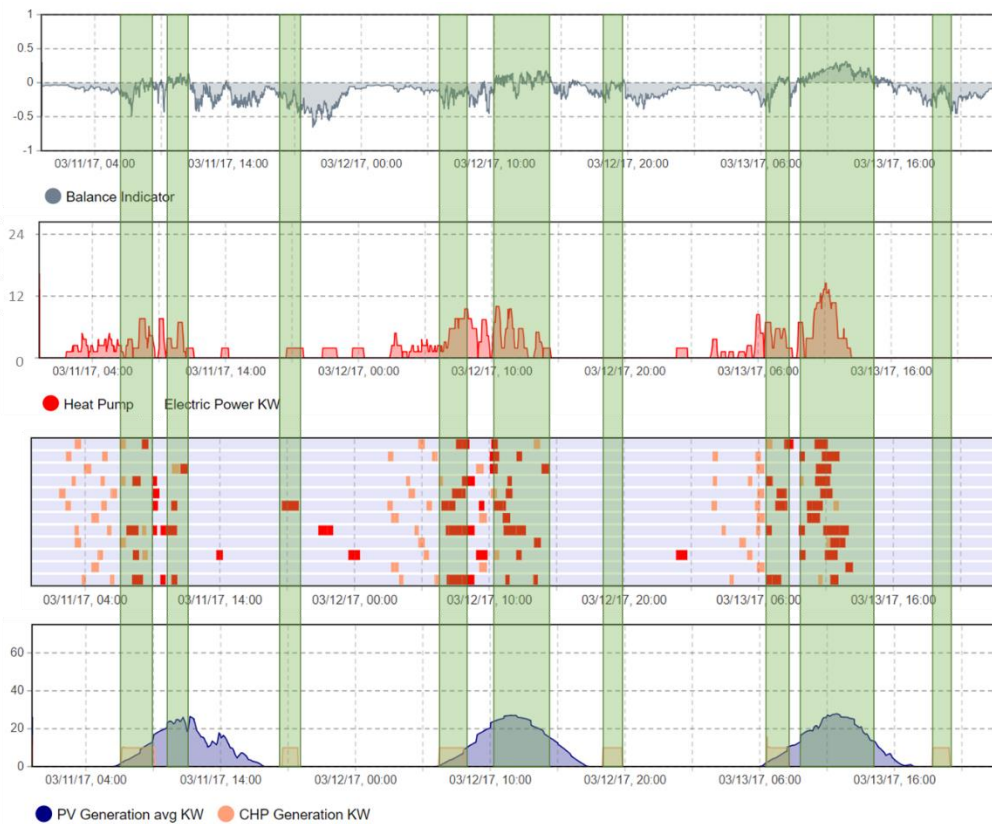 1
0.5
0
-0.5
-1
03/11/17, 04:00 03/11/17, 14:00 03/12/17, 00:00 03/12/17, 10:00 03/12/17, 20:00 03/13/17, 06:00 03/13/17, 16:00
Balance Indicator
24
12
0
03/11/17, 04:00 03/11/17, 14:00 03/12/17, 00:00 03/12/17, 10:00 03/12/17, 20:00 03/13/17, 06:00 03/13/17, 16:00
Heat Pump Electric Power KW
03/11/17, 04:00 03/11/17, 14:00 03/12/17, 00:00 03/12/17, 10:00 03/12/17, 20:00 03/13/17, 06:00 03/13/17, 16:00
60
40
20
0
03/11/17, 04:00 03/11/17, 14:00 03/12/17, 00:00 03/12/17, 10:00 03/12/17, 20:00 03/13/17, 06:00 03/13/17, 16:00
PV Generation avg KW CHP Generation KW